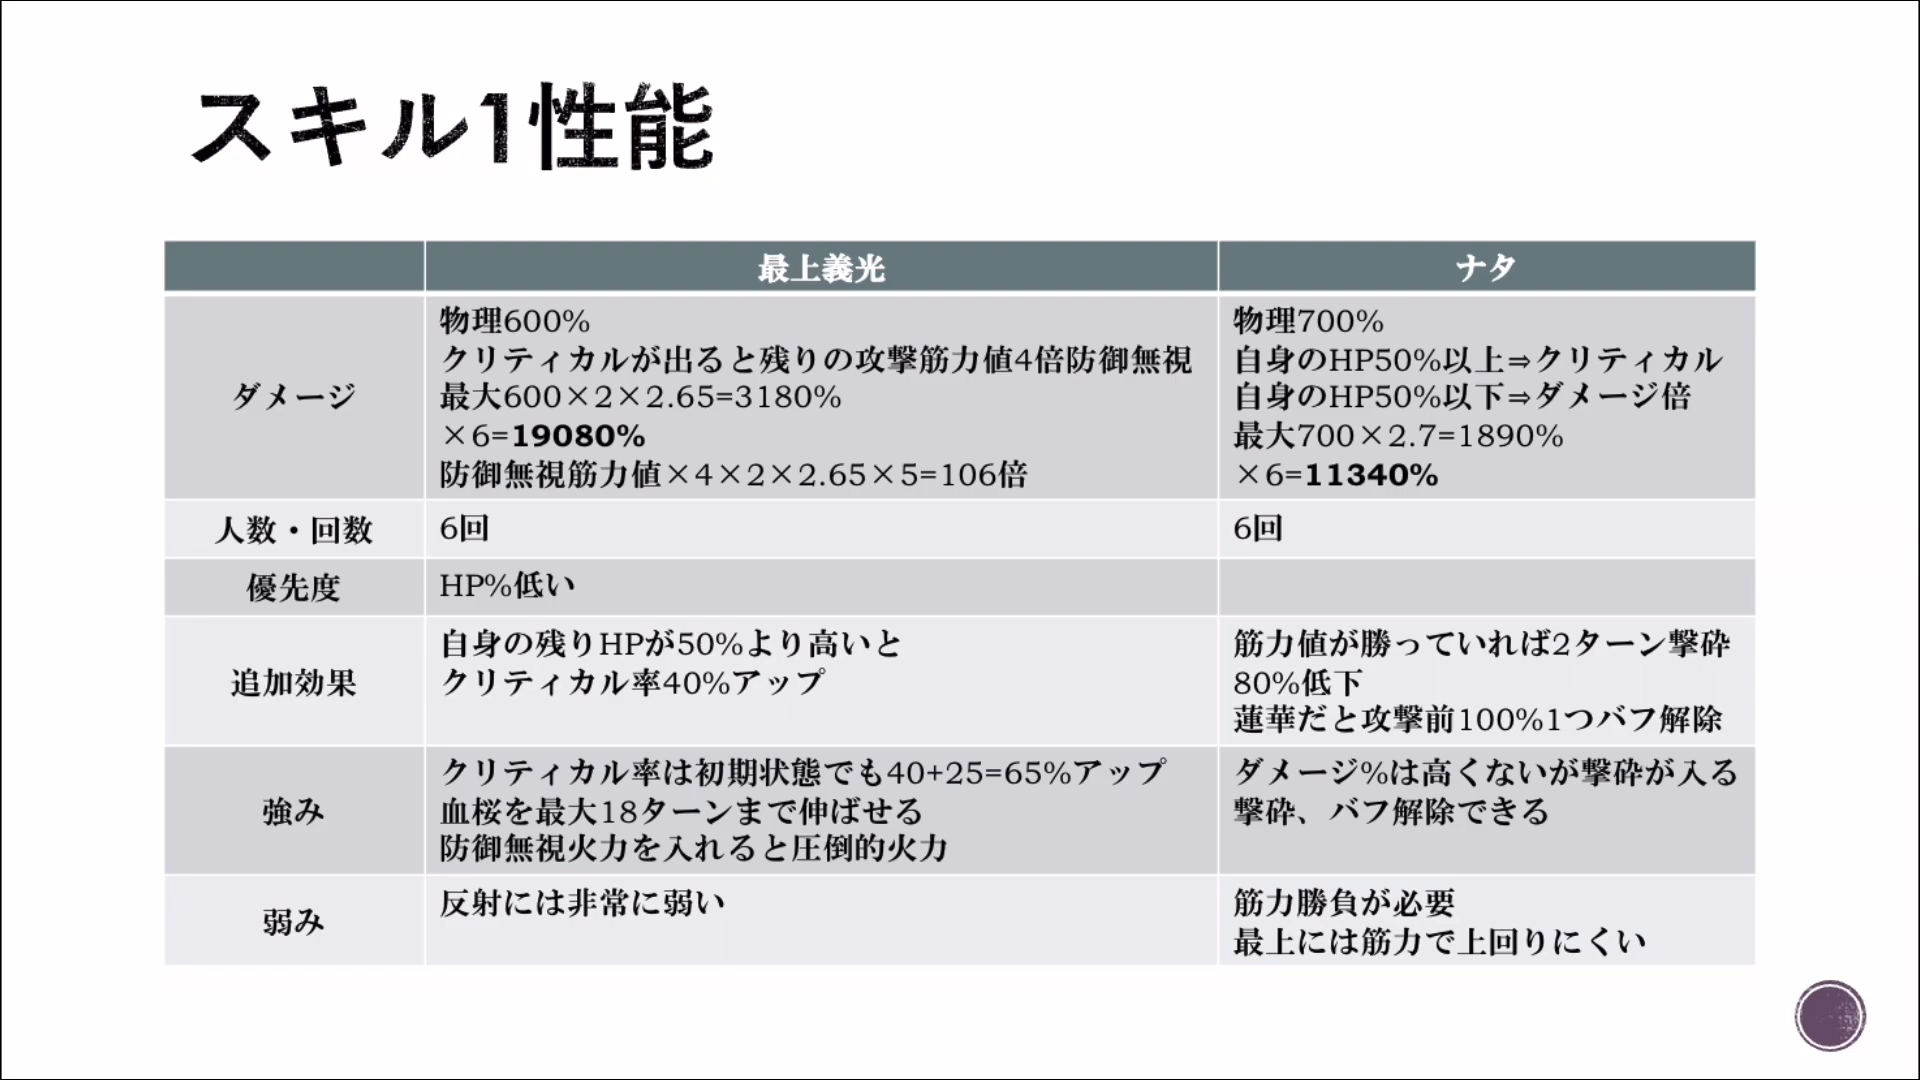 スキル1性能
最上義光
ナタ
ダメージ
物理600%
クリティカルが出ると残りの攻撃筋力値4倍防御無視
最大600×2×2.65=3180%
×6=19080%
防御無視筋力値×4×2×2.65×5=106倍
物理700%
自身のHP50%以上⇒クリティカル
自身のHP50%以下⇒ダメージ倍
最大700×2.7=1890%
×6=11340%
人数・回数
6回
6回
優先度
HP%低い
追加効果
自身の残りHPが50%より高いと
クリティカル率40%アップ
筋力値が勝っていれば2ターン撃砕
80%低下
蓮華だと攻撃前100%1つバフ解除
強み
クリティカル率は初期状態でも40+25=65%アップ
血桜を最大18ターンまで伸ばせる
防御無視火力を入れると圧倒的火力
ダメージ%は高くないが撃砕が入る
撃砕、バフ解除できる
弱み
反射には非常に弱い
筋力勝負が必要
最上には筋力で上回りにくい